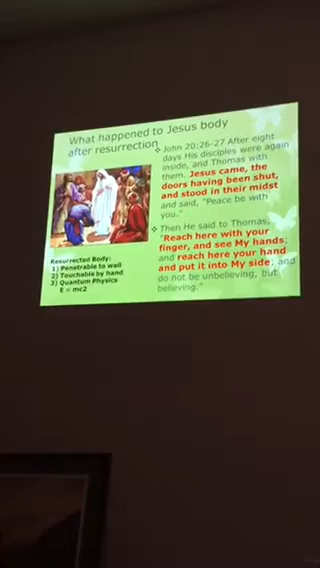 What happened to Jesus body
after resurrection
❖ John 20:26-27 After eight
days His disciples were again
inside, and Thomas with
them. Jesus came, the
doors having been shut,
and stood in their midst
and said, "Peace be with
you."
❖ Then He said to Thomas,
"Reach here with your
finger, and see My hands;
and reach here your hand
and put it into My side; and
do not be unbelieving, but
believing."
Resurrected Body:
1) Penetrable to wall
2) Touchable by hand
3) Quantum Physics
E = mc2